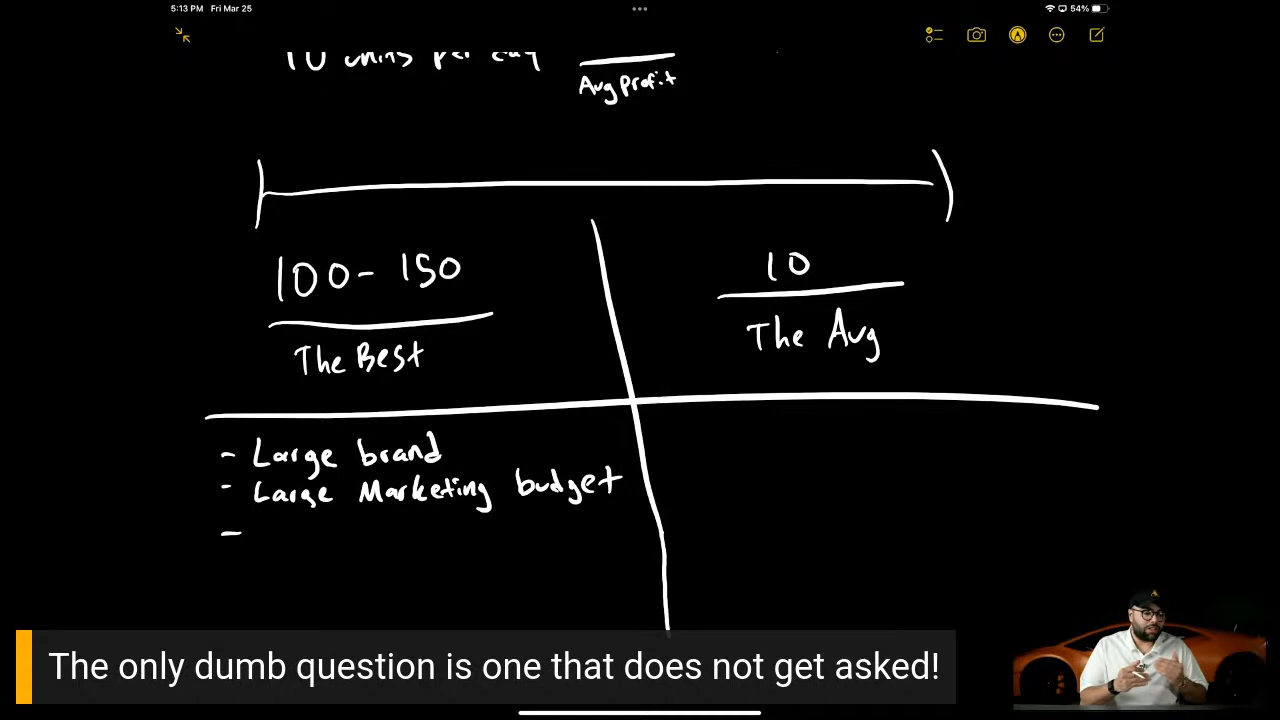 5:13 PM Fri Mar 25
54%
10 units per day
Avg Profit
100 - 150
10
The Best
The Avg
- Large brand
- Large Marketing budget
-
The only dumb question is one that does not get asked!